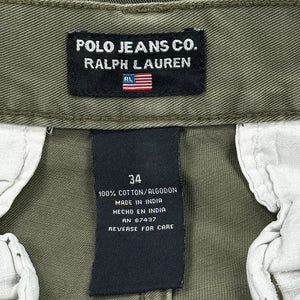 POLO JEANS CO.
RALPH LAUREN
RL
34
100% COTTON/ALGODON
MADE IN INDIA
HECHO EN INDIA
RN 67437
REVERSE FOR CARE